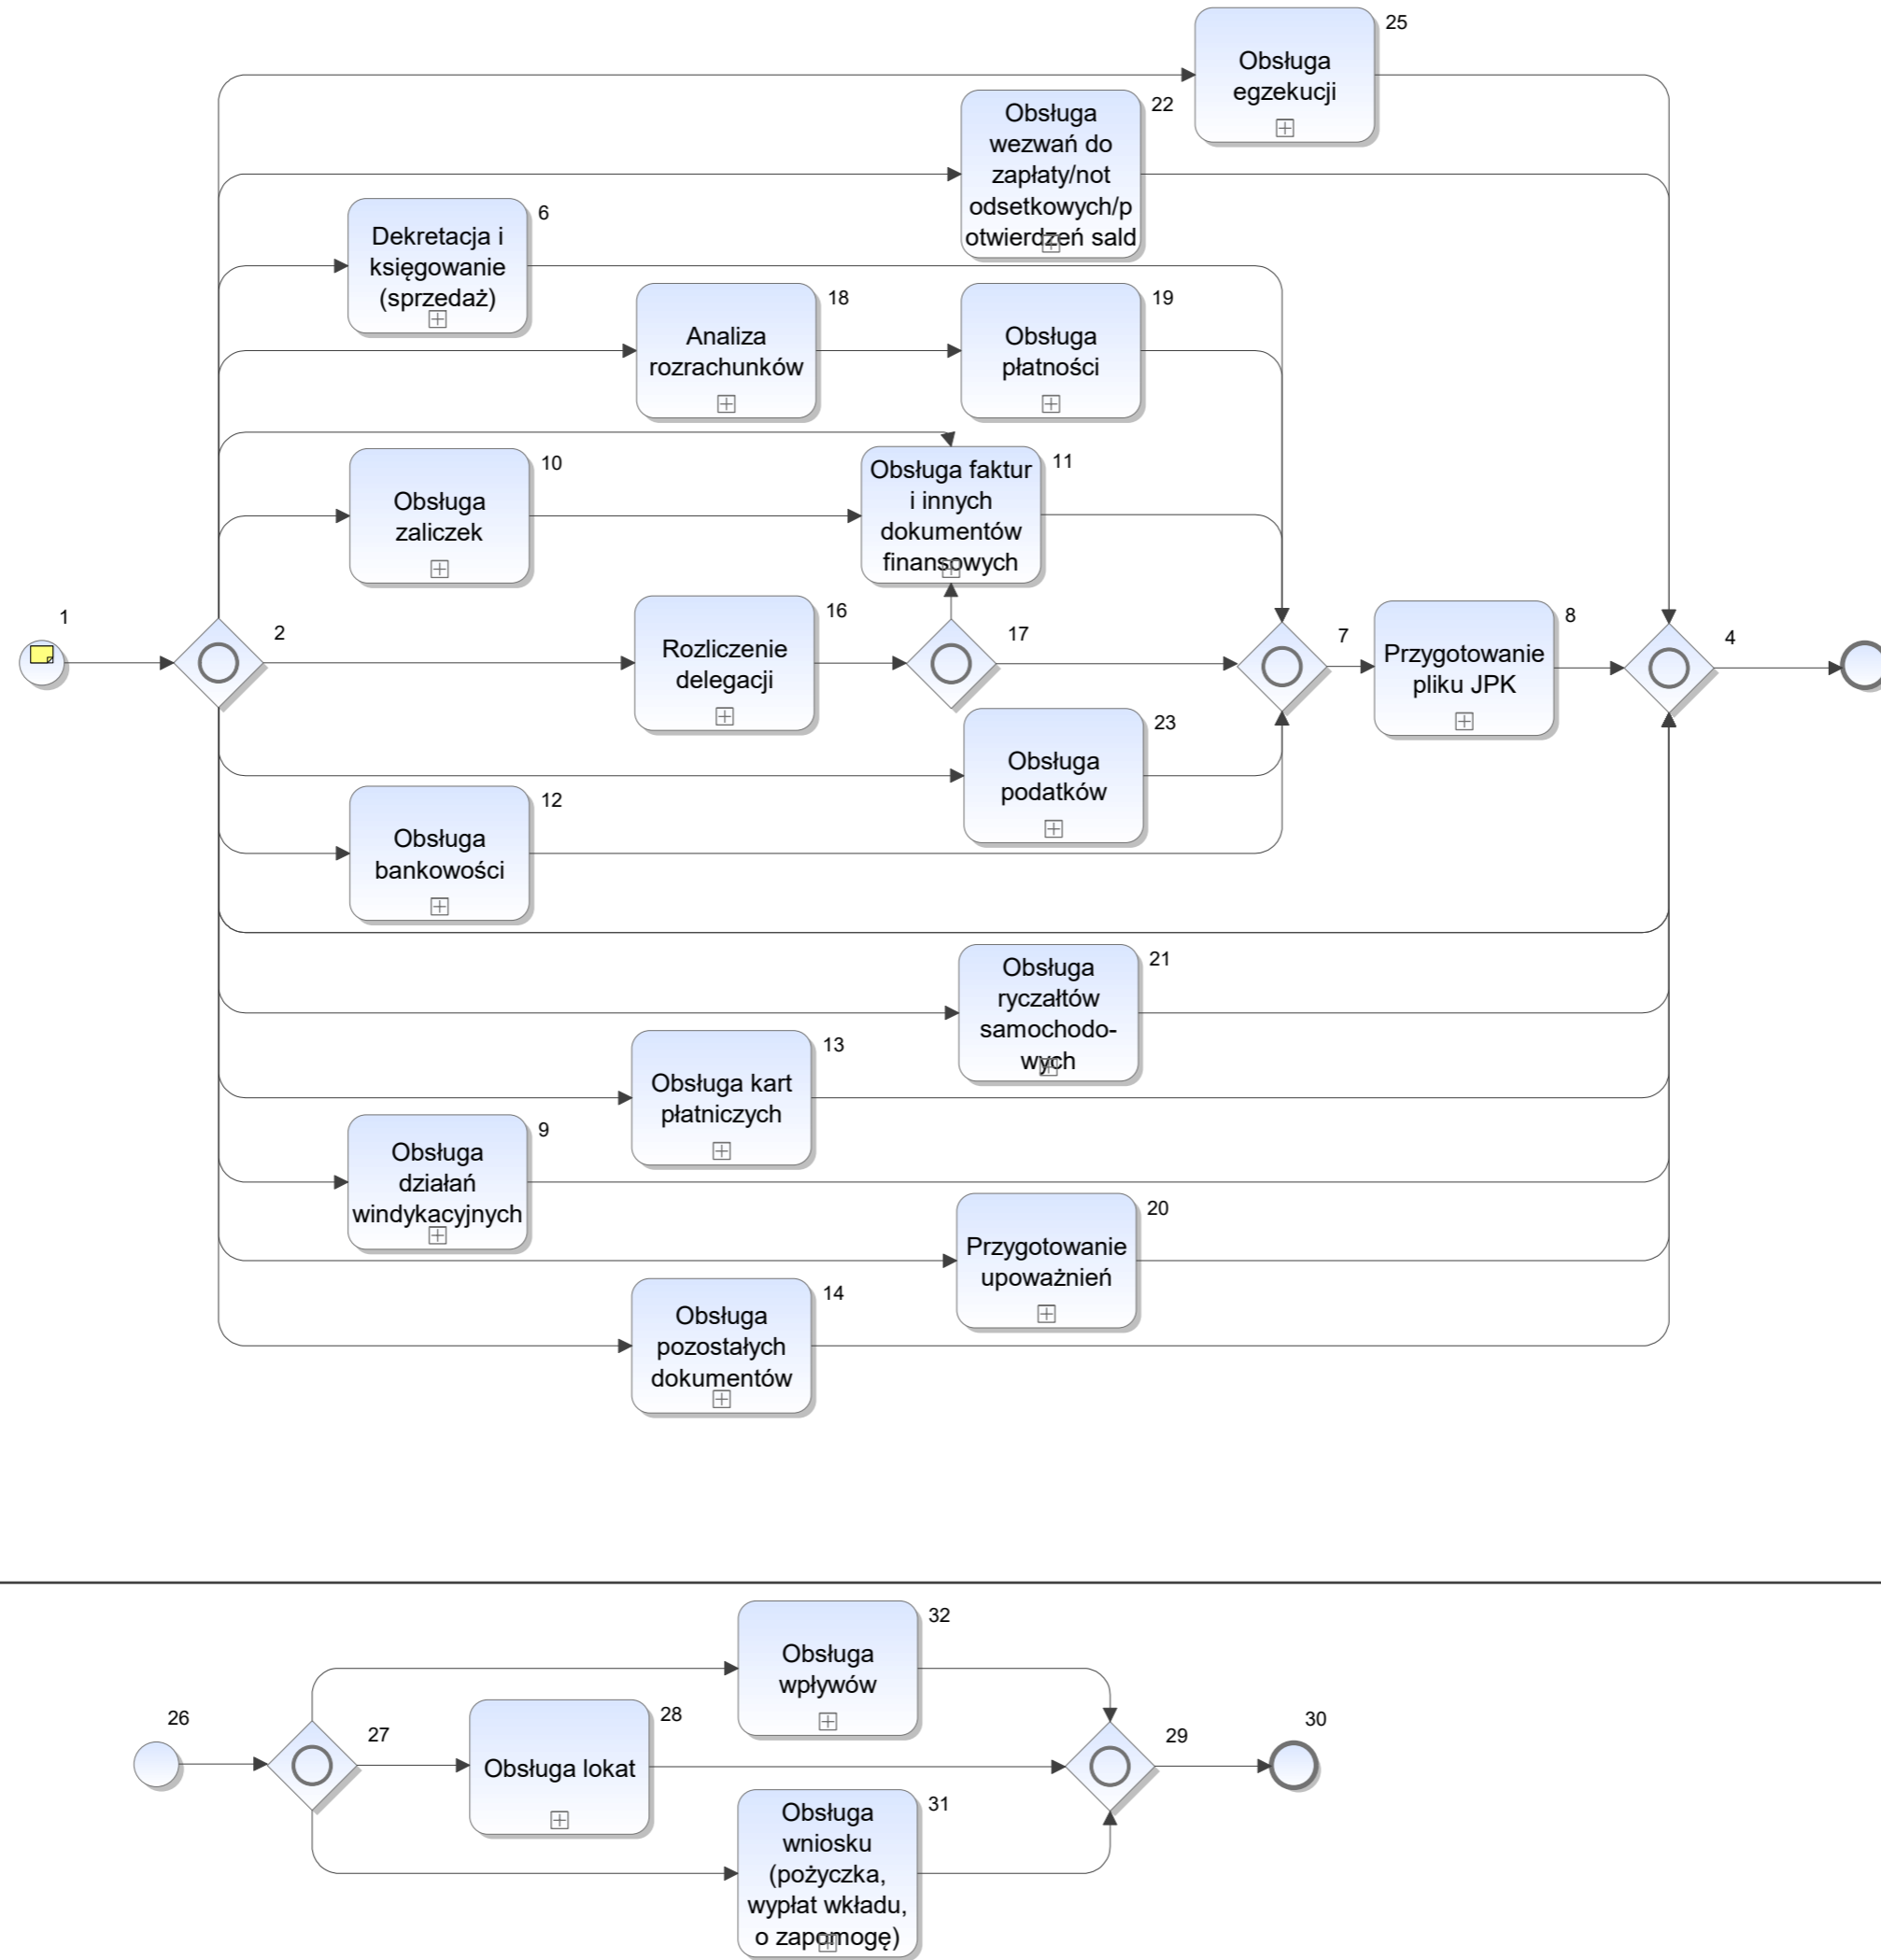 25
Obsługa
egzekucji
22
Obsługa
wezwań do
zapłaty/not
odsetkowych/p
otwierdzeń sald
6
Dekretacja i
księgowanie
(sprzedaż)
18
Analiza
rozrachunków
19
Obsługa
płatności
10
Obsługa
zaliczek
11
Obsługa faktur
i innych
dokumentów
finansowych
1
2
16
Rozliczenie
delegacji
17
7
8
Przygotowanie
pliku JPK
4
23
Obsługa
podatków
12
Obsługa
bankowości
21
Obsługa
ryczałtów
samochodo-
wych
13
Obsługa kart
płatniczych
9
Obsługa
działań
windykacyjnych
20
Przygotowanie
upoważnień
14
Obsługa
pozostałych
dokumentów
32
Obsługa
wpływów
26
27
28
Obsługa lokat
29
30
31
Obsługa
wniosku
(pożyczka,
wypłat wkładu,
o zapomogę)